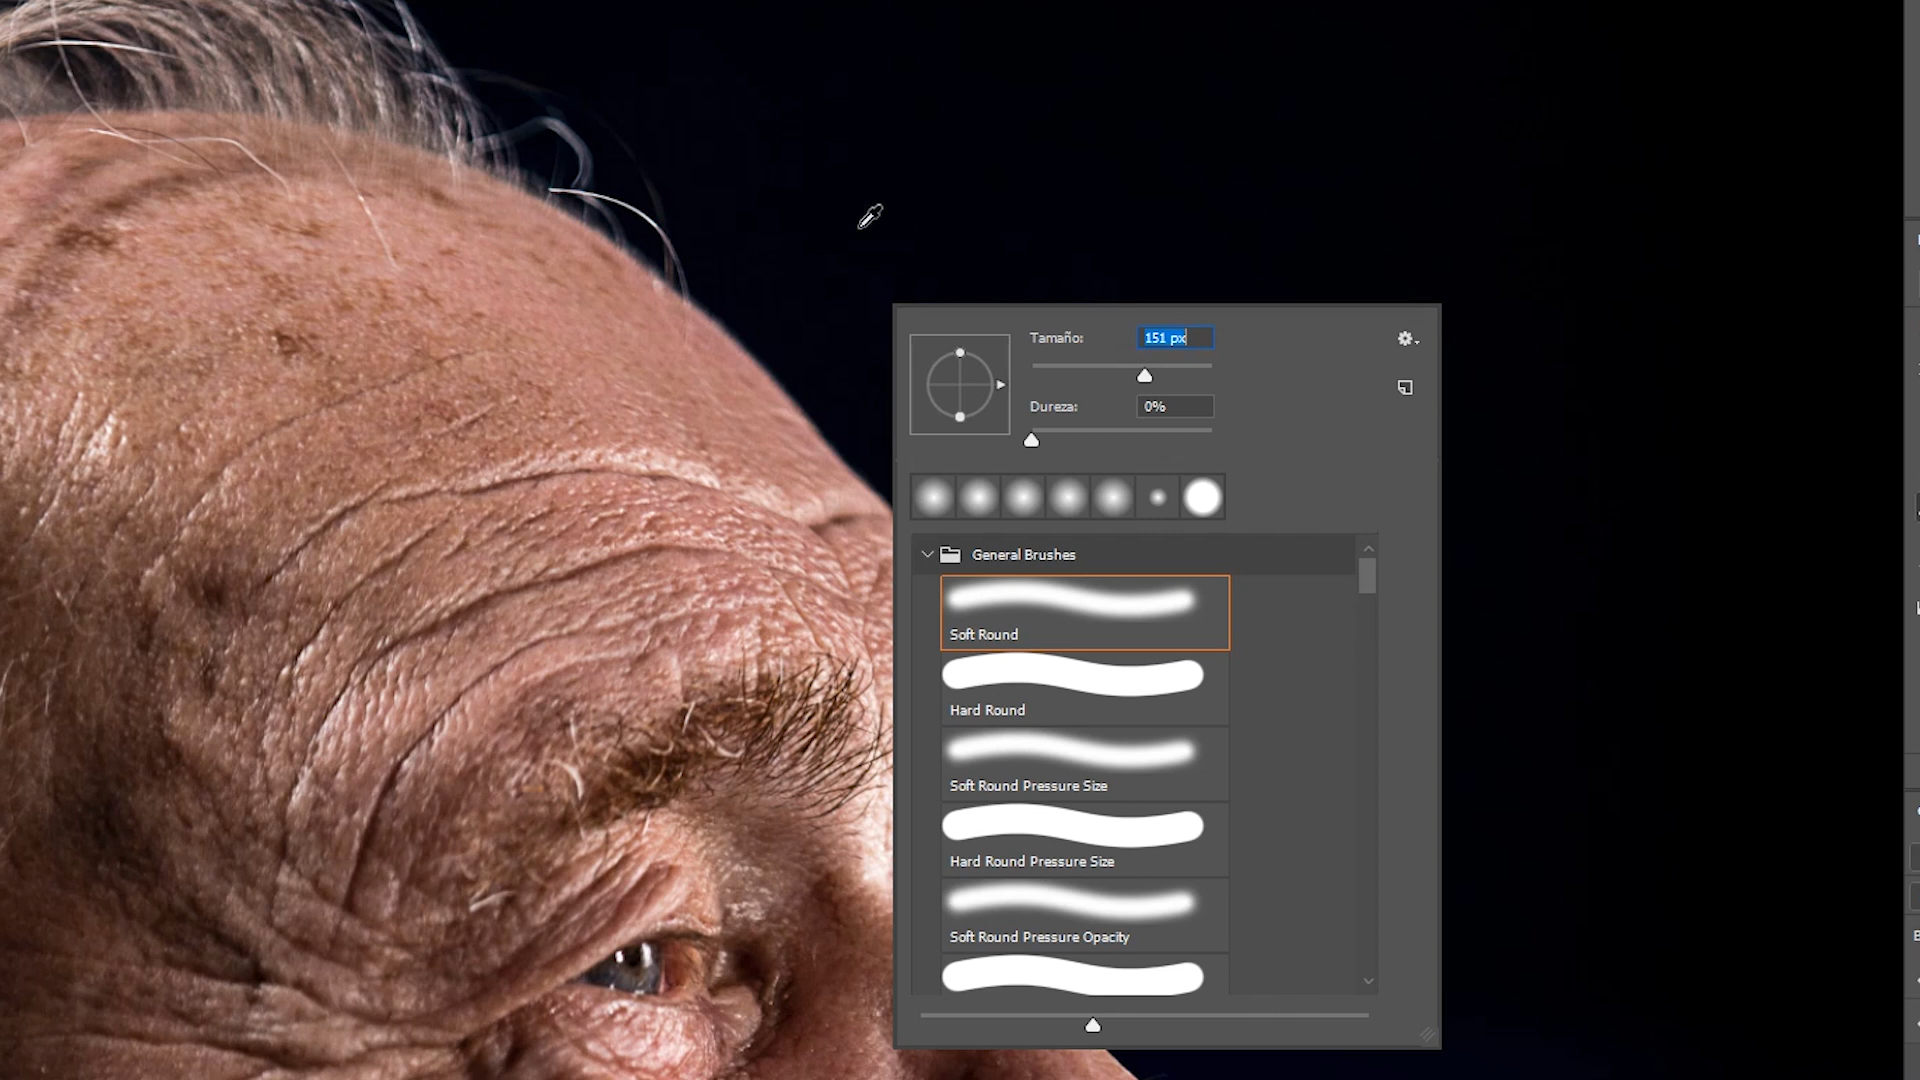 Tamaño:
151 px
Dureza:
0%
General Brushes
Soft Round
Hard Round
Soft Round Pressure Size
Hard Round Pressure Size
Soft Round Pressure Opacity